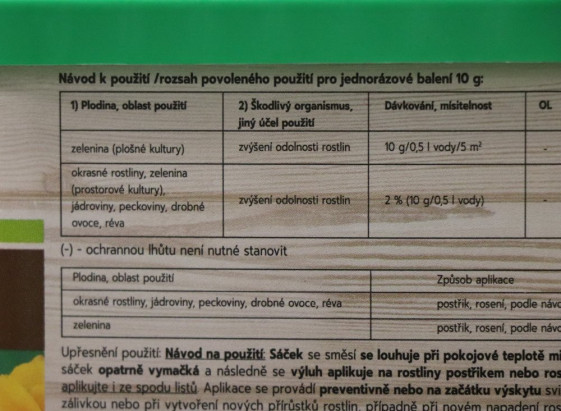 Návod k použití /rozsah povoleného použití pro jednorázové balení 10 g:
1) Plodina, oblast použití 2) Škodlivý organismus, jiný účel použití Dávkování, mísitelnost OL
zelenina (plošné kultury) zvýšení odolnosti rostlin 10 g/0,5 l vody/5 m² -
okrasné rostliny, zelenina
(prostorové kultury),
jádroviny, peckoviny, drobné
ovoce, réva
zvýšení odolnosti rostlin 2 % (10 g/0,5 l vody) -
(-) - ochrannou lhůtu není nutné stanovit
Plodina, oblast použití Způsob aplikace
okrasné rostliny, jádroviny, peckoviny, drobné ovoce, réva postřik, rosení, podle návo
zelenina postřik, rosení, podle návo
Upřesnění použití: Návod na použití: Sáček se směsí se louhuje při pokojové teplotě mi
sáček opatrně vymačká a následně se výluh aplikuje na rostliny postřikem nebo ros
aplikujte i ze spodu listů. Aplikace se provádí preventivně nebo na začátku výskytu svi
zálivkou nebo při vytvoření nových přírůstků rostlin, případně při novém napadení ros